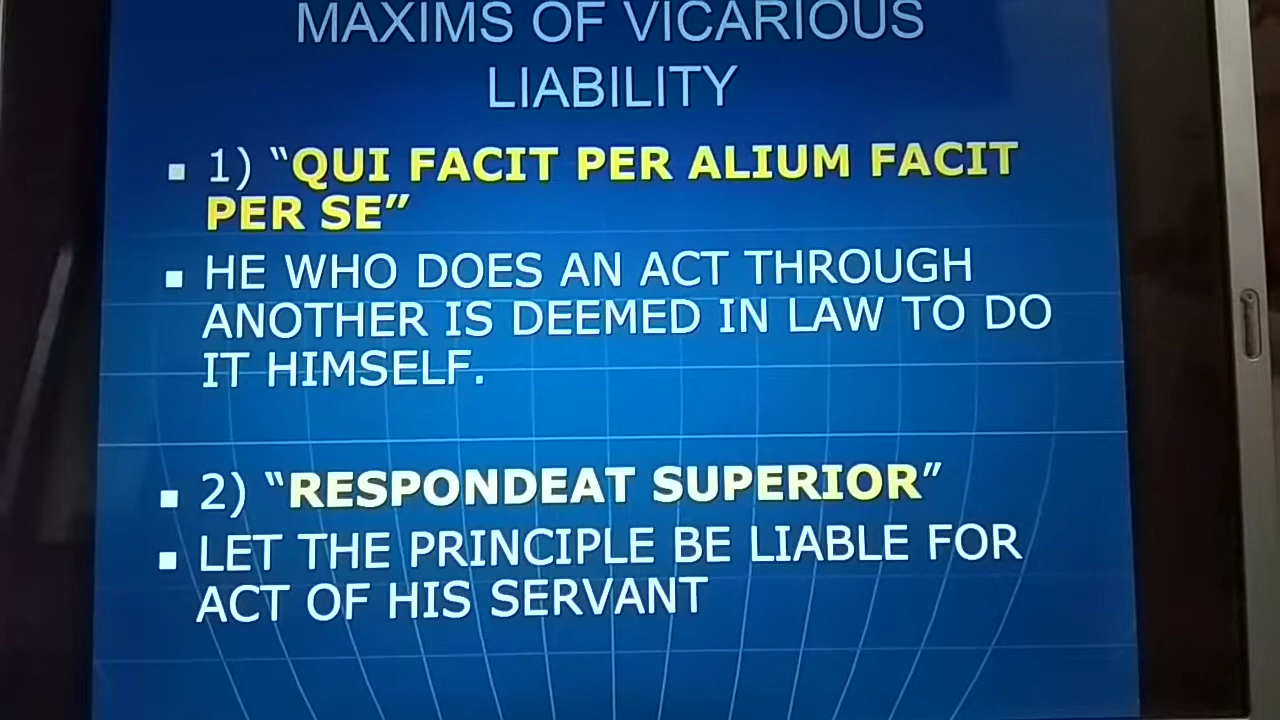 MAXIMS OF VICARIOUS
LIABILITY
1) “QUI FACIT PER ALIUM FACIT
PER SE”
HE WHO DOES AN ACT THROUGH
ANOTHER IS DEEMED IN LAW TO DO
IT HIMSELF.
2) “RESPONDEAT SUPERIOR”
LET THE PRINCIPLE BE LIABLE FOR
ACT OF HIS SERVANT